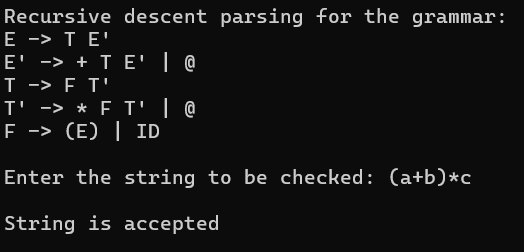 Recursive descent parsing for the grammar:
E -> T E'
E' -> + T E' | @
T -> F T'
T' -> * F T' | @
F -> (E) | ID
Enter the string to be checked: (a+b)*c
String is accepted